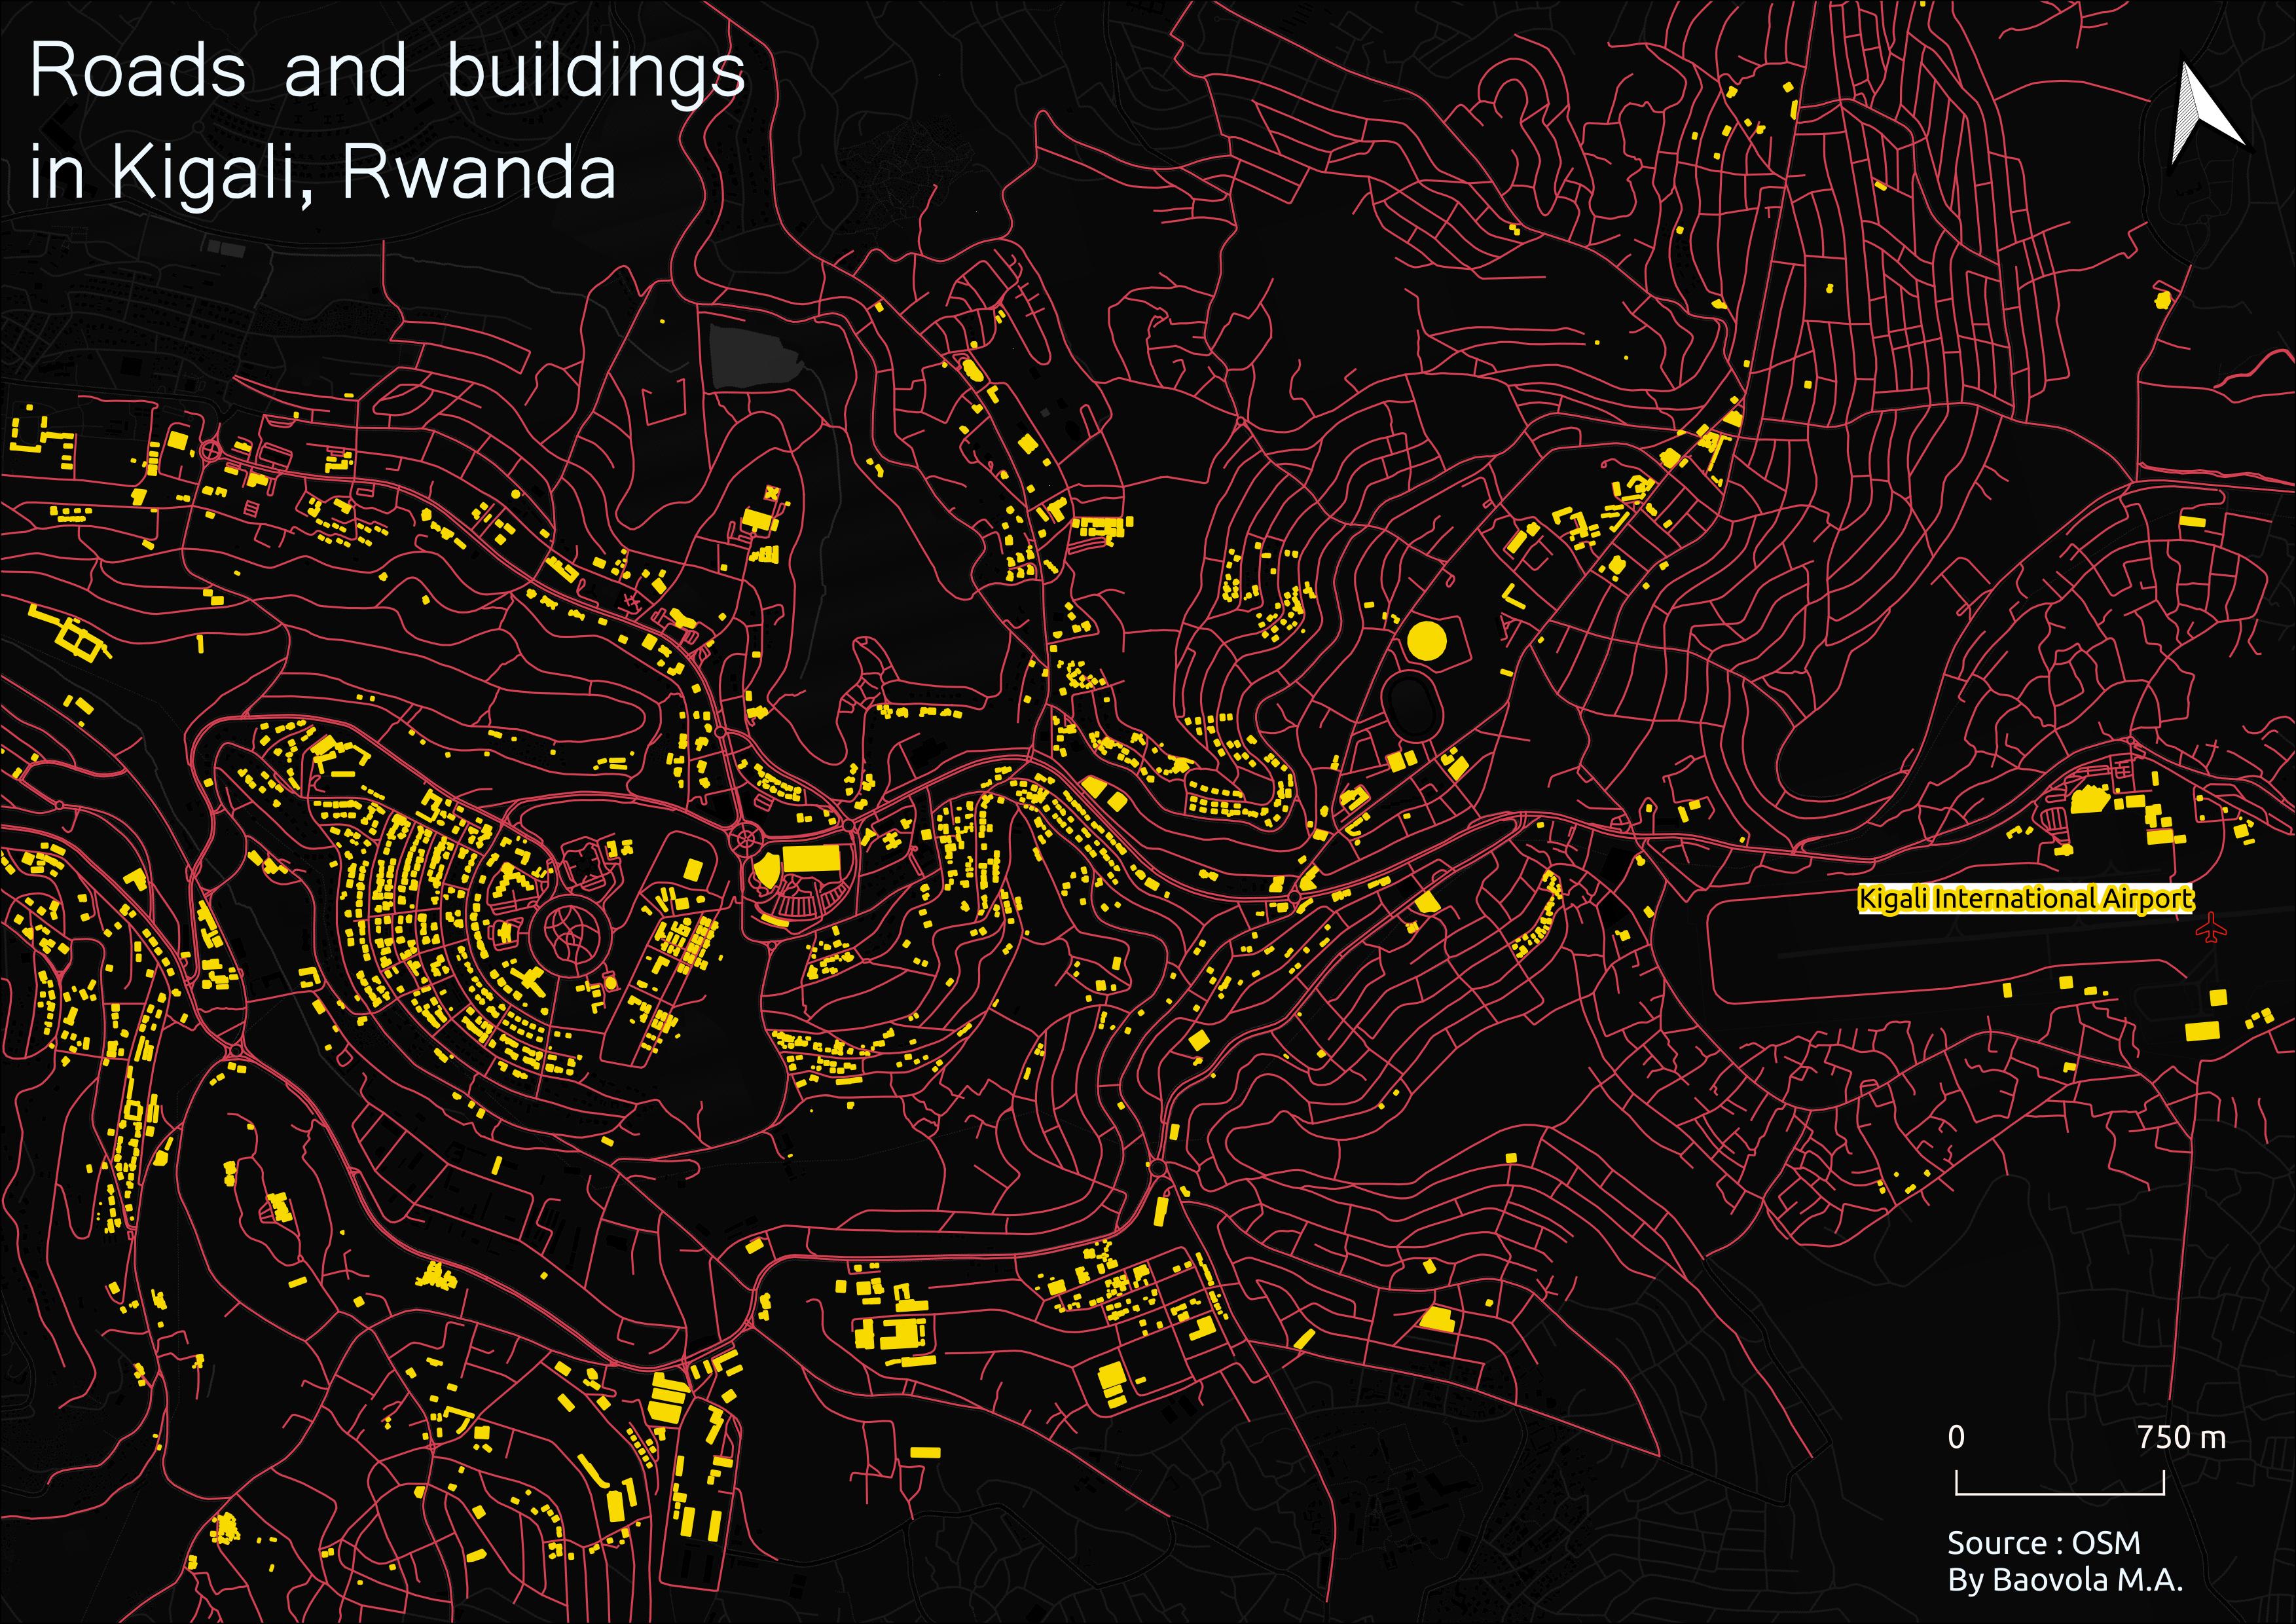 Roads and buildings
in Kigali, Rwanda
Kigali International Airport
0 750 m
Source : OSM
By Baovola M.A.